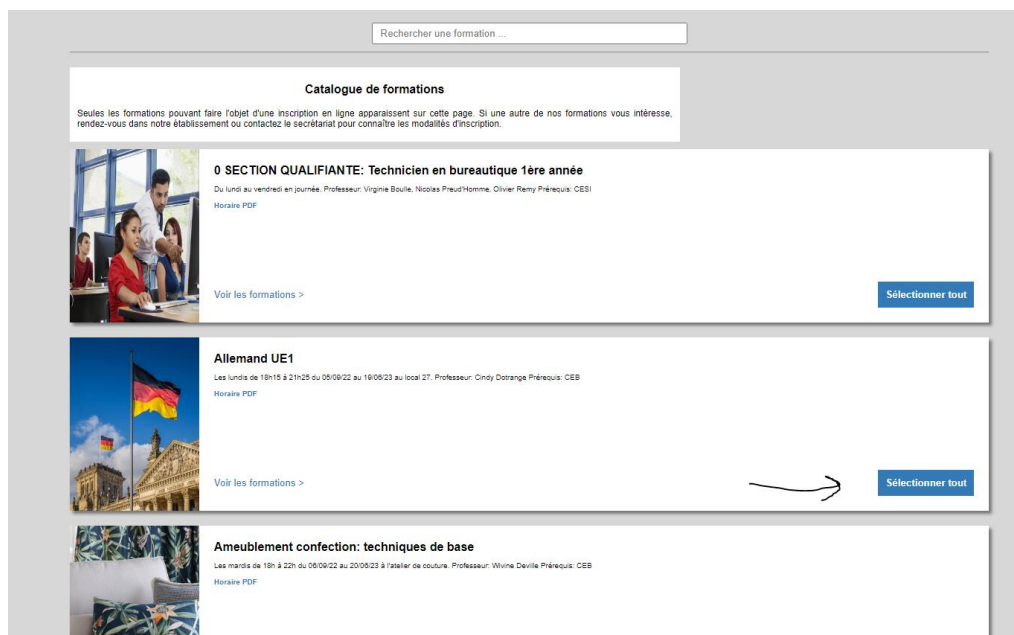 Rechercher une formation ...
Catalogue de formations
Seules les formations pouvant faire l'objet d'une inscription en ligne apparaissent sur cette page. Si une autre de nos formations vous intéresse,
rendez-vous dans notre établissement ou contactez le secrétariat pour connaître les modalités d'inscription.
0 SECTION QUALIFIANTE: Technicien en bureautique 1ère année
Du lundi au vendredi en journée. Professeur: Virginie Boulle, Nicolas Preud'Homme, Olivier Remy Prérequis: CESI
Horaire PDF
Voir les formations >
Sélectionner tout
Allemand UE1
Les lundis de 18h15 à 21h25 du 05/09/22 au 19/06/23 au local 27. Professeur: Cindy Dotrange Prérequis: CEB
Horaire PDF
Voir les formations >
Sélectionner tout
Ameublement confection: techniques de base
Les mardis de 18h à 22h du 06/09/22 au 20/06/23 à l'atelier de couture. Professeur: Wivine Deville Prérequis: CEB
Horaire PDF